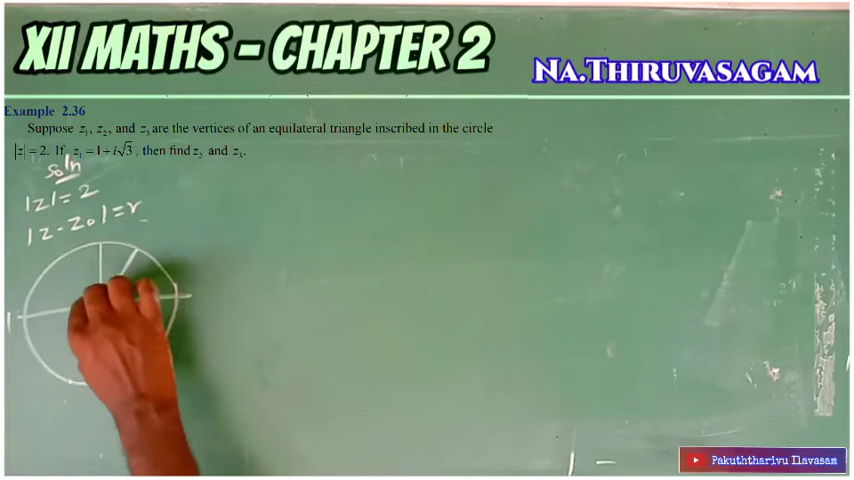 XII MATHS - CHAPTER 2
NA.THIRUVASAGAM
Example 2.36
Suppose z₁, z₂, and z₃ are the vertices of an equilateral triangle inscribed in the circle
|z| = 2. If z₁ = 1 + i√3, then find z₂ and z₃.
Soln
|z| = 2
|z - z₀| = r
Pakuththarivu Ilavasam